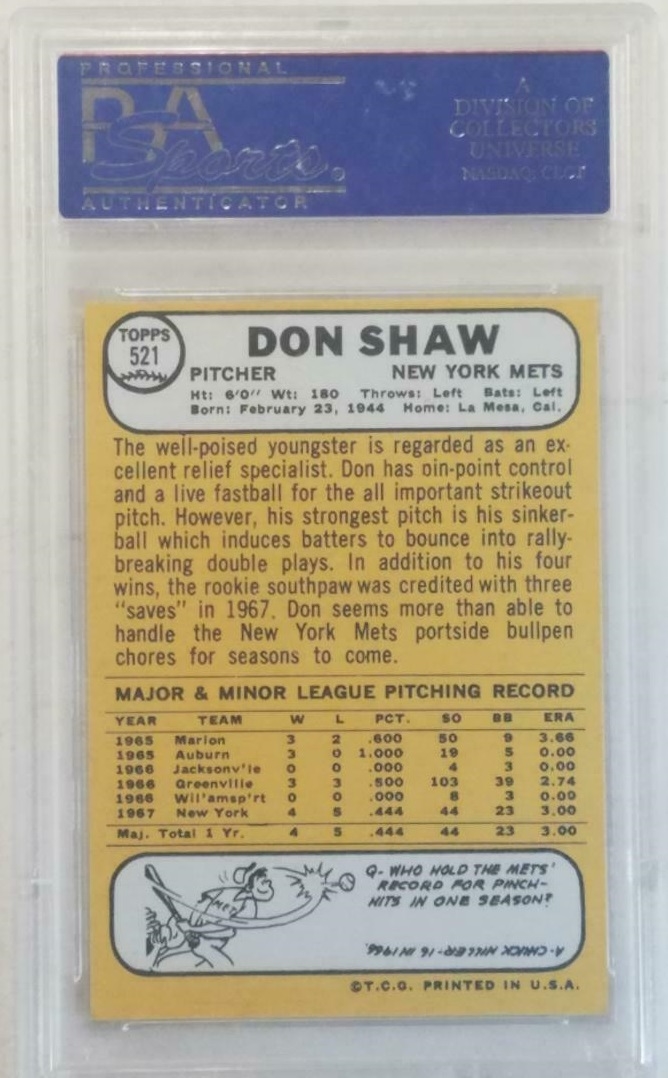 PROFESSIONAL
PSA
Sports
AUTHENTICATOR
A
DIVISION OF
COLLECTORS
UNIVERSE
NASDAQ: CLCT
TOPPS
521
DON SHAW
PITCHER NEW YORK METS
Ht: 6'0'' Wt: 180 Throws: Left Bats: Left
Born: February 23, 1944 Home: La Mesa, Cal.
The well-poised youngster is regarded as an ex-
cellent relief specialist. Don has oin-point control
and a live fastball for the all important strikeout
pitch. However, his strongest pitch is his sinker-
ball which induces batters to bounce into rally-
breaking double plays. In addition to his four
wins, the rookie southpaw was credited with three
"saves" in 1967. Don seems more than able to
handle the New York Mets portside bullpen
chores for seasons to come.
MAJOR & MINOR LEAGUE PITCHING RECORD
YEAR TEAM W L PCT. SO BB ERA
1965 Marion 3 2 .600 50 9 3.66
1965 Auburn 3 0 1.000 19 5 0.00
1966 Jacksonv'le 0 0 .000 4 3 0.00
1966 Greenville 3 3 .500 103 39 2.74
1966 Wil'amsp'rt 0 0 .000 8 3 0.00
1967 New York 4 5 .444 44 23 3.00
Maj. Total 1 Yr. 4 5 .444 44 23 3.00
METS
Q- WHO HOLD THE METS'
RECORD FOR PINCH-
HITS IN ONE SEASON?
A- CHUCK HILLER- 16 IN 1966
©T.C.G. PRINTED IN U.S.A.